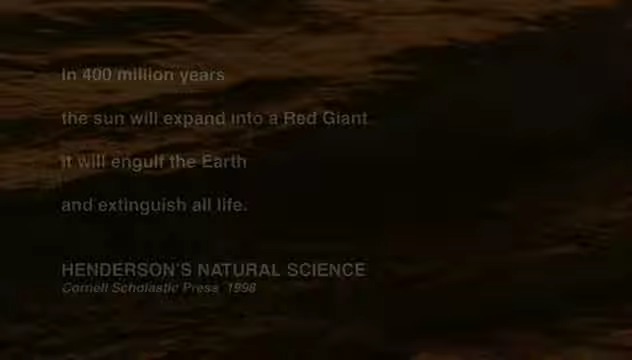 In 400 million years
the sun will expand into a Red Giant
it will engulf the Earth
and extinguish all life.
HENDERSON'S NATURAL SCIENCE
Cornell Scholastic Press 1998